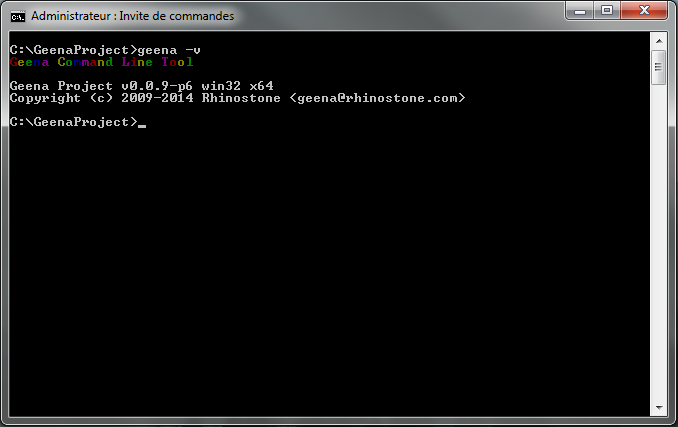 Administrateur : Invite de commandes
C:\GeenaProject>geena -v
Geena Command Line Tool
Geena Project v0.0.9-p6 win32 x64
Copyright (c) 2009-2014 Rhinostone <geena@rhinostone.com>
C:\GeenaProject>_